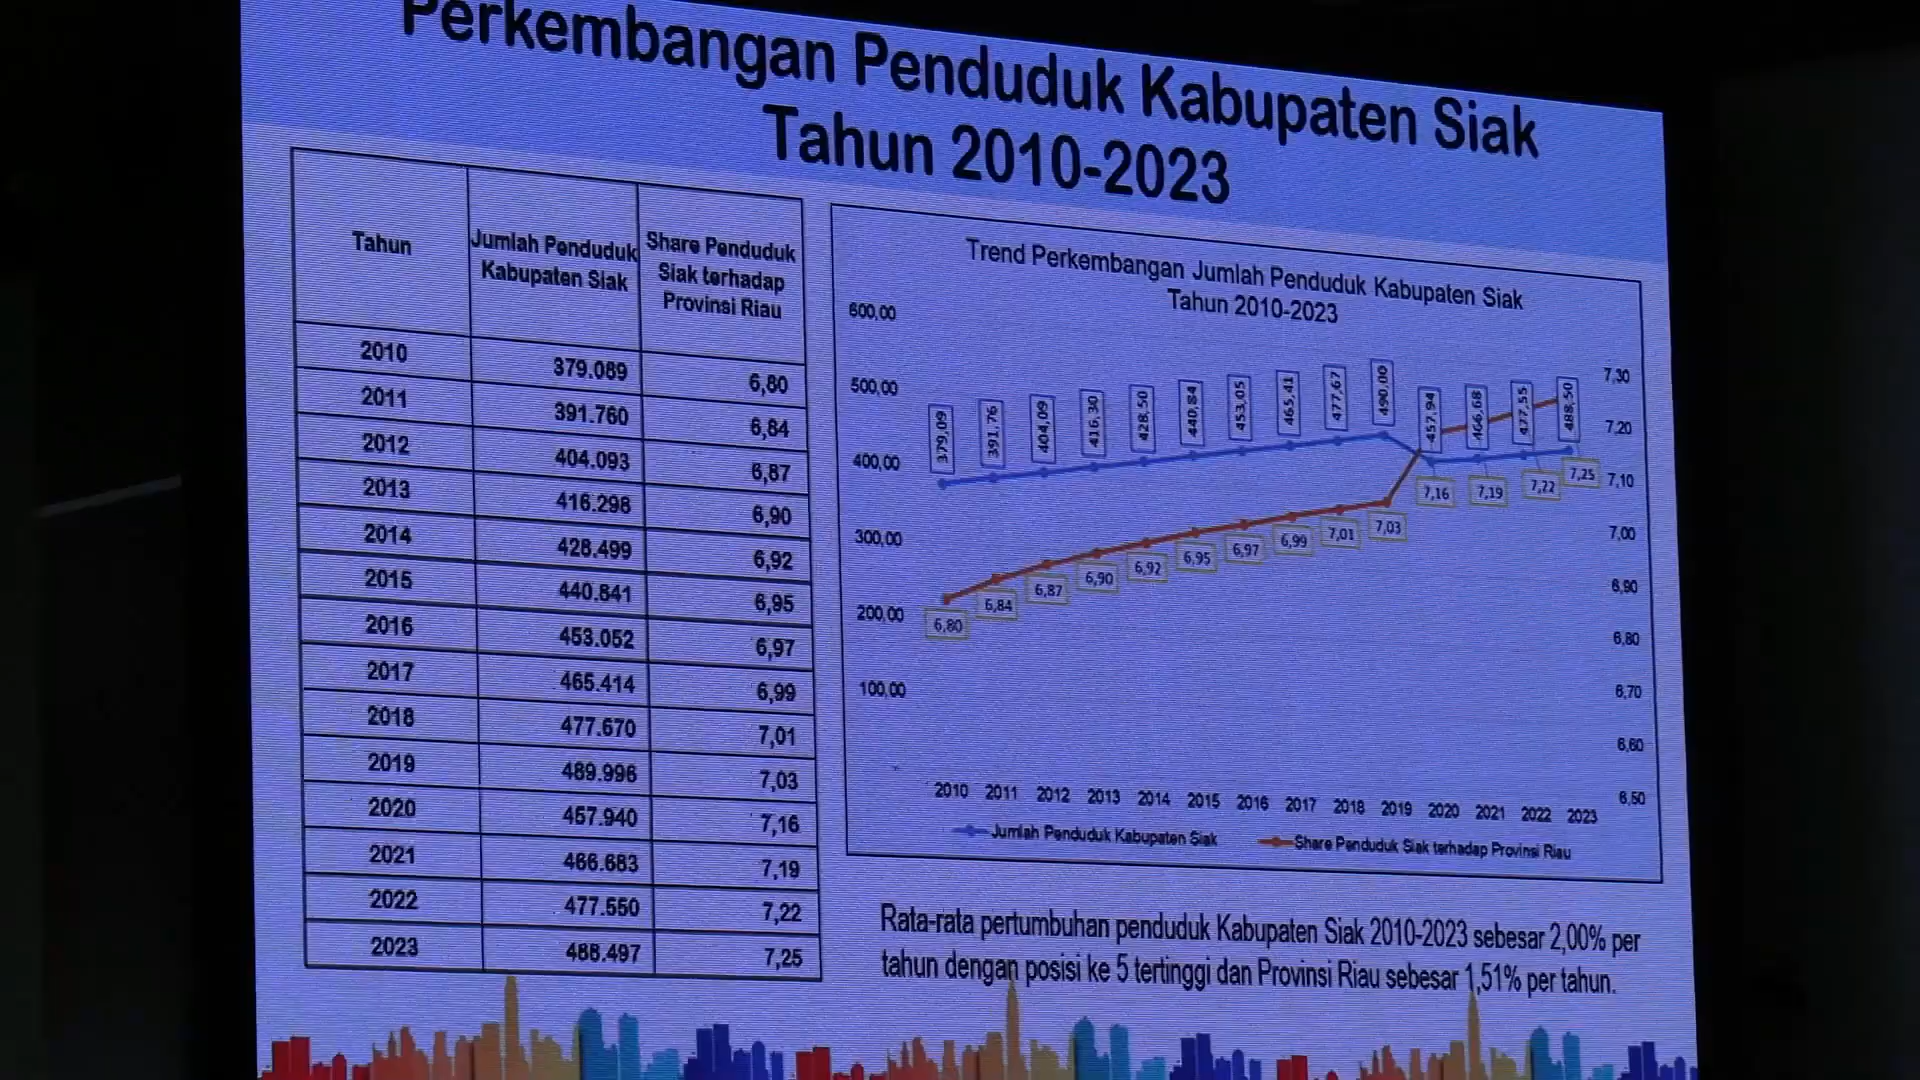 Perkembangan Penduduk Kabupaten Siak
Tahun 2010-2023
Tahun
Jumlah Penduduk
Kabupaten Siak
Share Penduduk
Siak terhadap
Provinsi Riau
2010 379.089 6,80
2011 391.760 6,84
2012 404.093 6,87
2013 416.298 6,90
2014 428.499 6,92
2015 440.841 6,95
2016 453.052 6,97
2017 465.414 6,99
2018 477.670 7,01
2019 489.996 7,03
2020 457.940 7,16
2021 466.683 7,19
2022 477.550 7,22
2023 488.497 7,25
Trend Perkembangan Jumlah Penduduk Kabupaten Siak
Tahun 2010-2023
600,00
500,00
400,00
300,00
200,00
100,00
379,09 391,76 404,09 416,30 428,50 440,84 453,05 465,41 477,67 490,00 457,94 466,68 477,55 488,50
6,80 6,84 6,87 6,90 6,92 6,95 6,97 6,99 7,01 7,03 7,16 7,19 7,22 7,25
7,30
7,20
7,10
7,00
6,90
6,80
6,70
6,60
6,50
2010 2011 2012 2013 2014 2015 2016 2017 2018 2019 2020 2021 2022 2023
Jumlah Penduduk Kabupaten Siak
Share Penduduk Siak terhadap Provinsi Riau
Rata-rata pertumbuhan penduduk Kabupaten Siak 2010-2023 sebesar 2,00% per
tahun dengan posisi ke 5 tertinggi dan Provinsi Riau sebesar 1,51% per tahun.